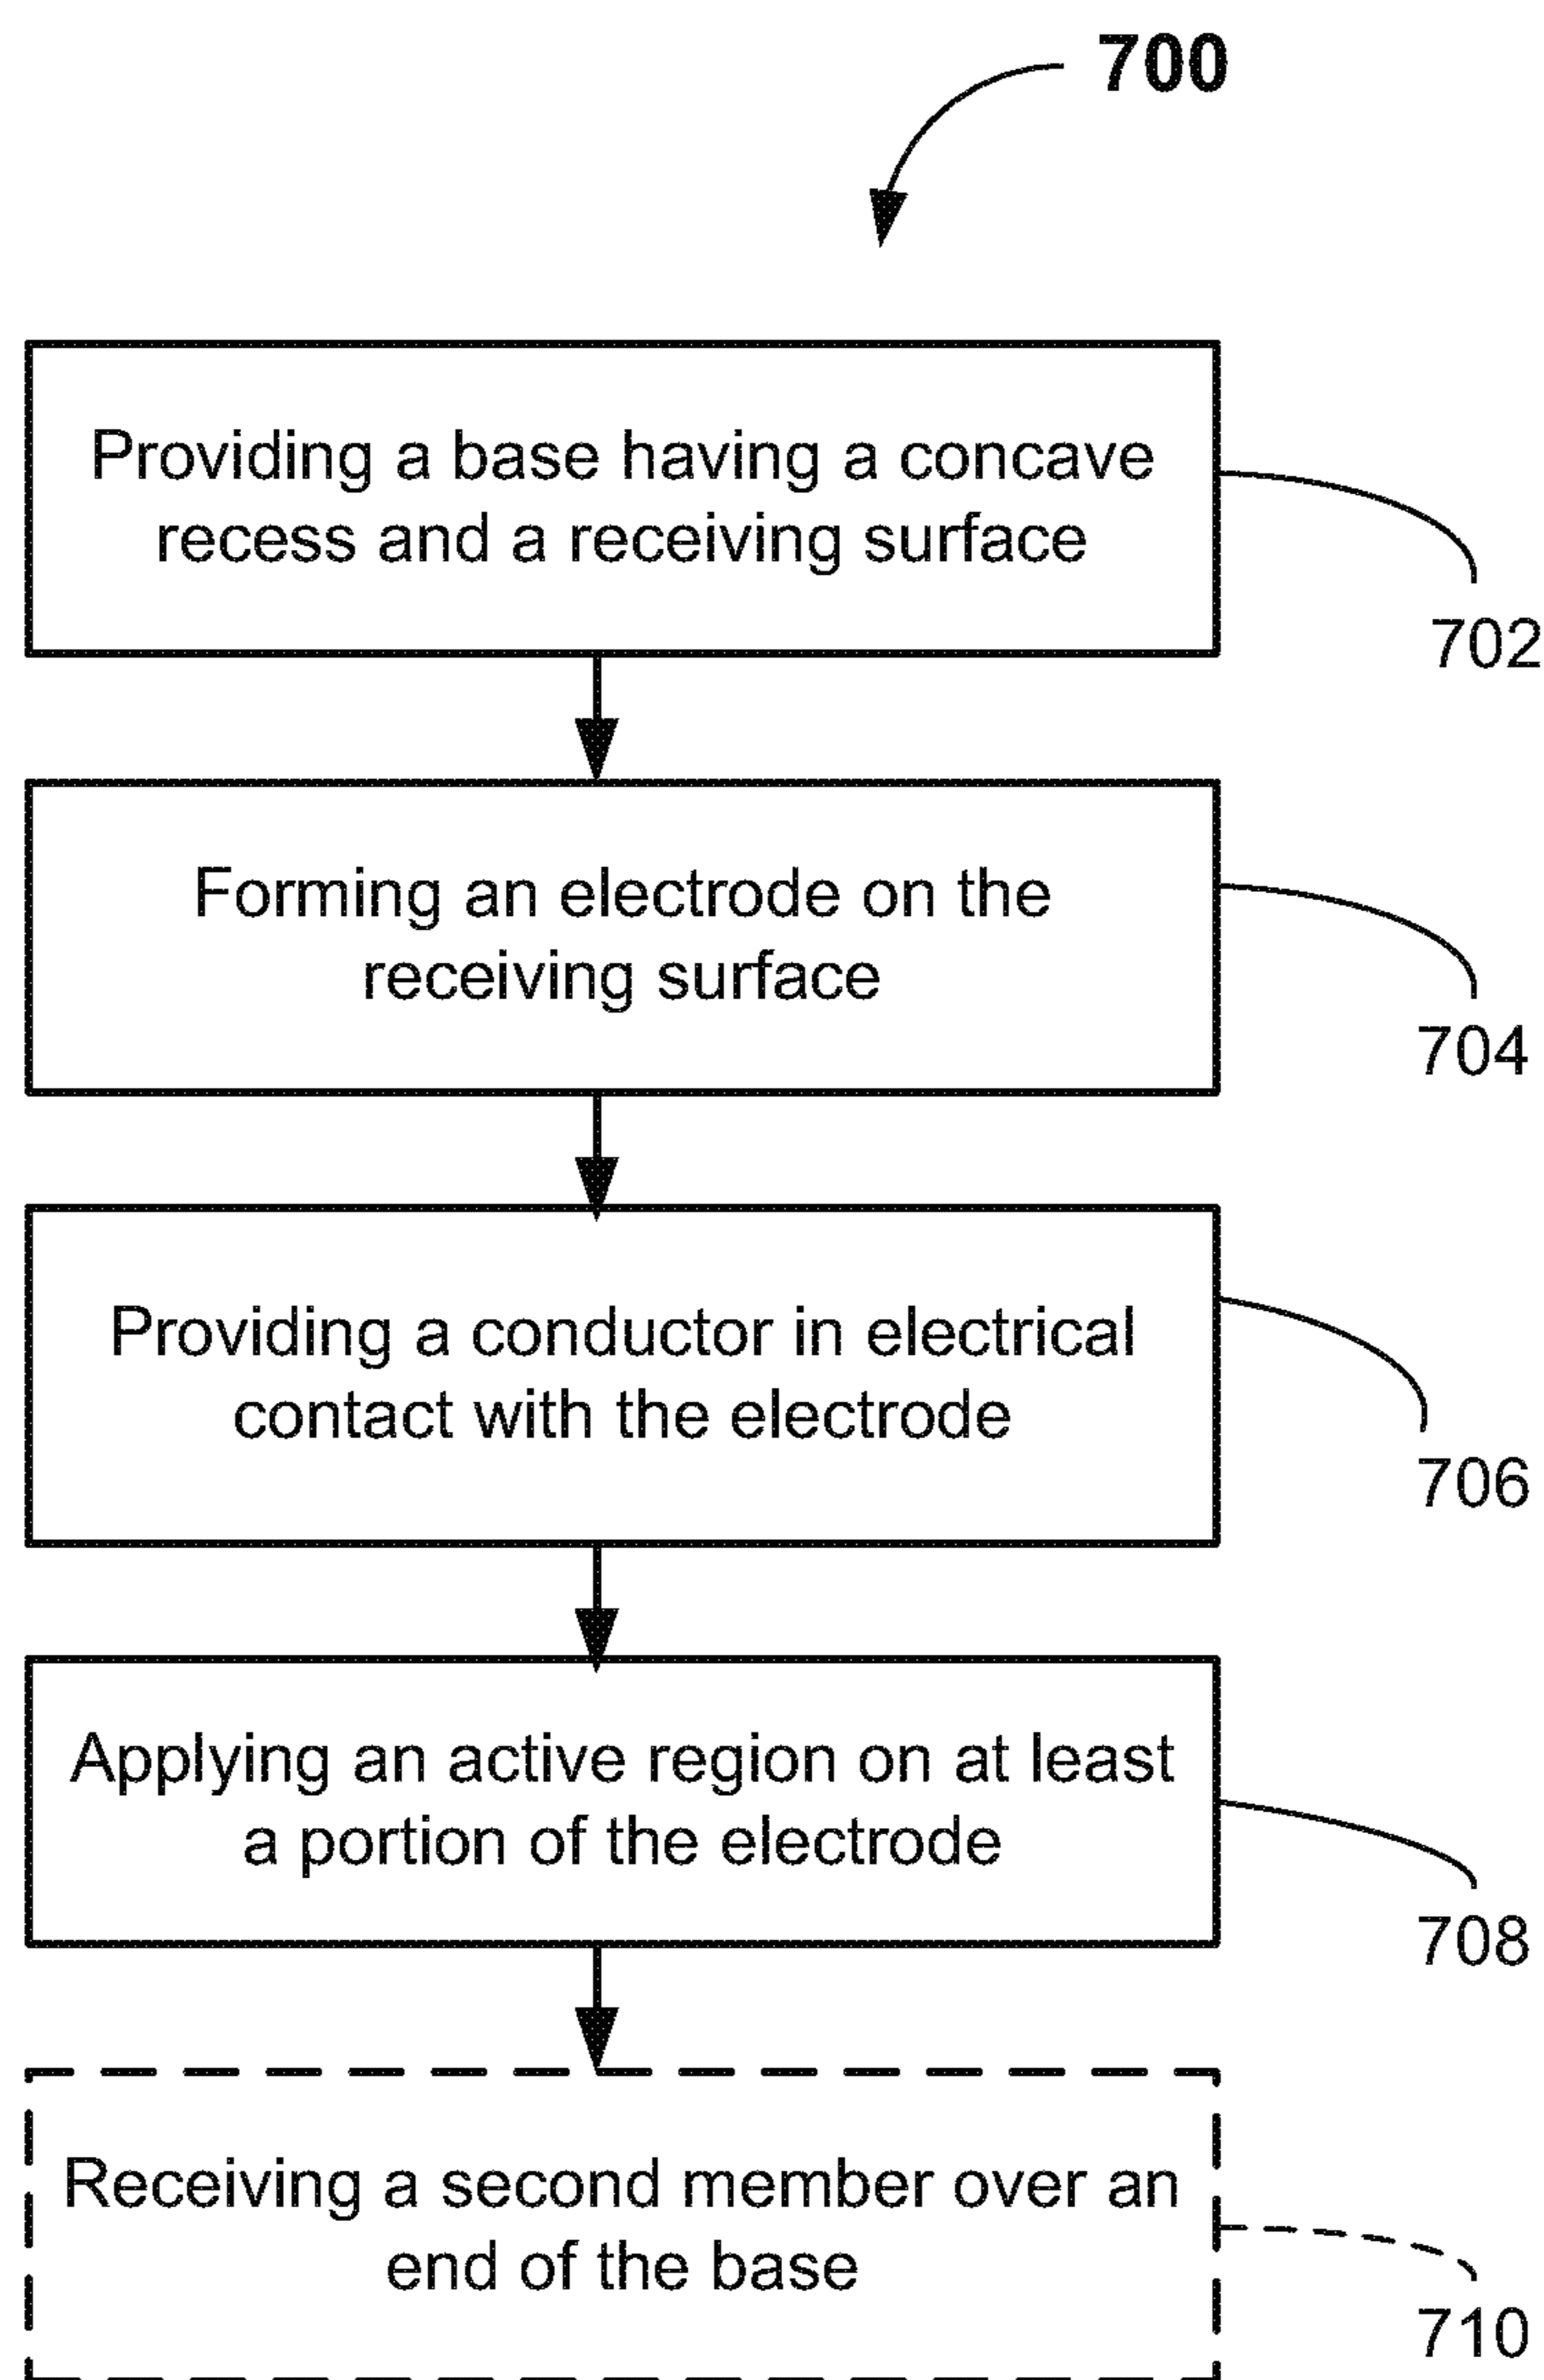 700
Providing a base having a concave
recess and a receiving surface
702
Forming an electrode on the
receiving surface
704
Providing a conductor in electrical
contact with the electrode
706
Applying an active region on at least
a portion of the electrode
708
Receiving a second member over an
end of the base
710